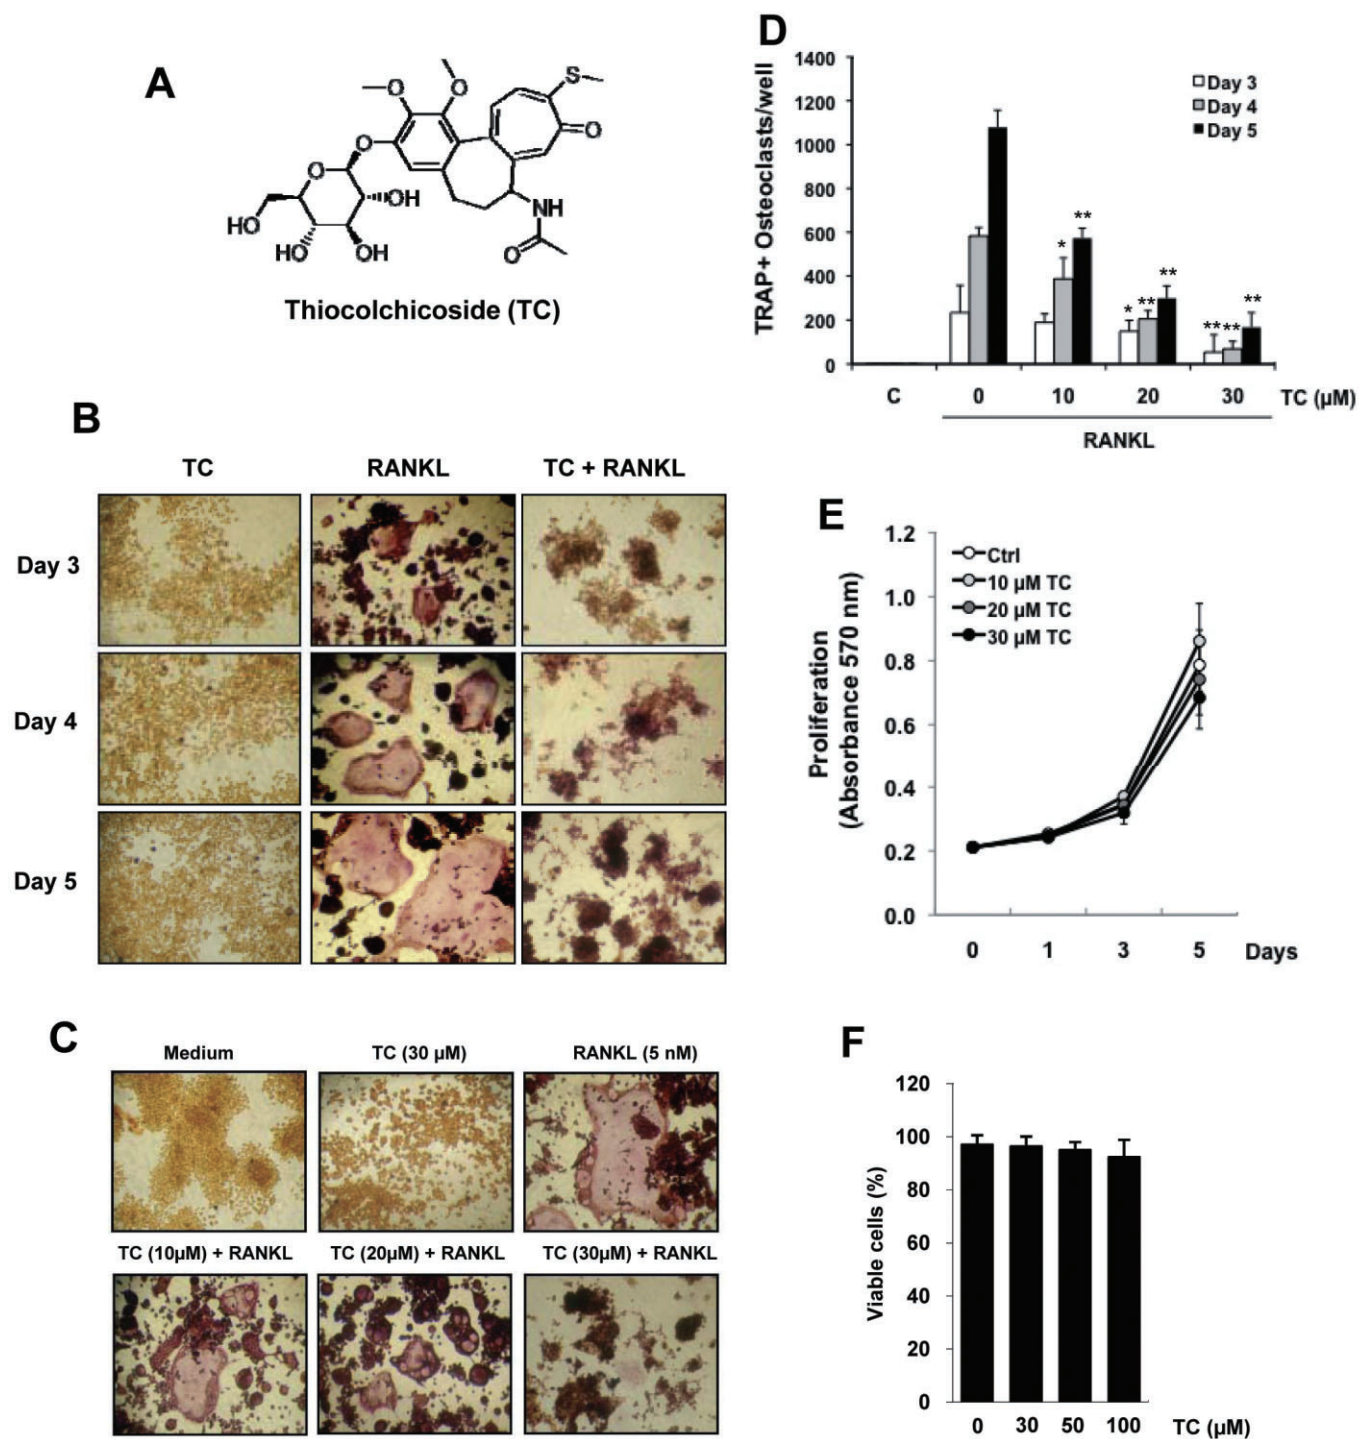 A
O
O
S
O
O
O
HO
OH
HO
OH
NH
O
Thiocolchicoside (TC)
B
TC RANKL TC + RANKL
Day 3
Day 4
Day 5
C
Medium TC (30 µM) RANKL (5 nM)
TC (10µM) + RANKL TC (20µM) + RANKL TC (30µM) + RANKL
D
TRAP+ Osteoclasts/well
1400
1200
1000
800
600
400
200
0
Day 3
Day 4
Day 5
* **
* ** **
** ** **
C 0 10 20 30 TC (µM)
RANKL
E
Proliferation
(Absorbance 570 nm)
1.2
1.0
0.8
0.6
0.4
0.2
0.0
Ctrl
10 µM TC
20 µM TC
30 µM TC
0 1 3 5 Days
F
Viable cells (%)
120
100
80
60
40
20
0
0 30 50 100 TC (µM)